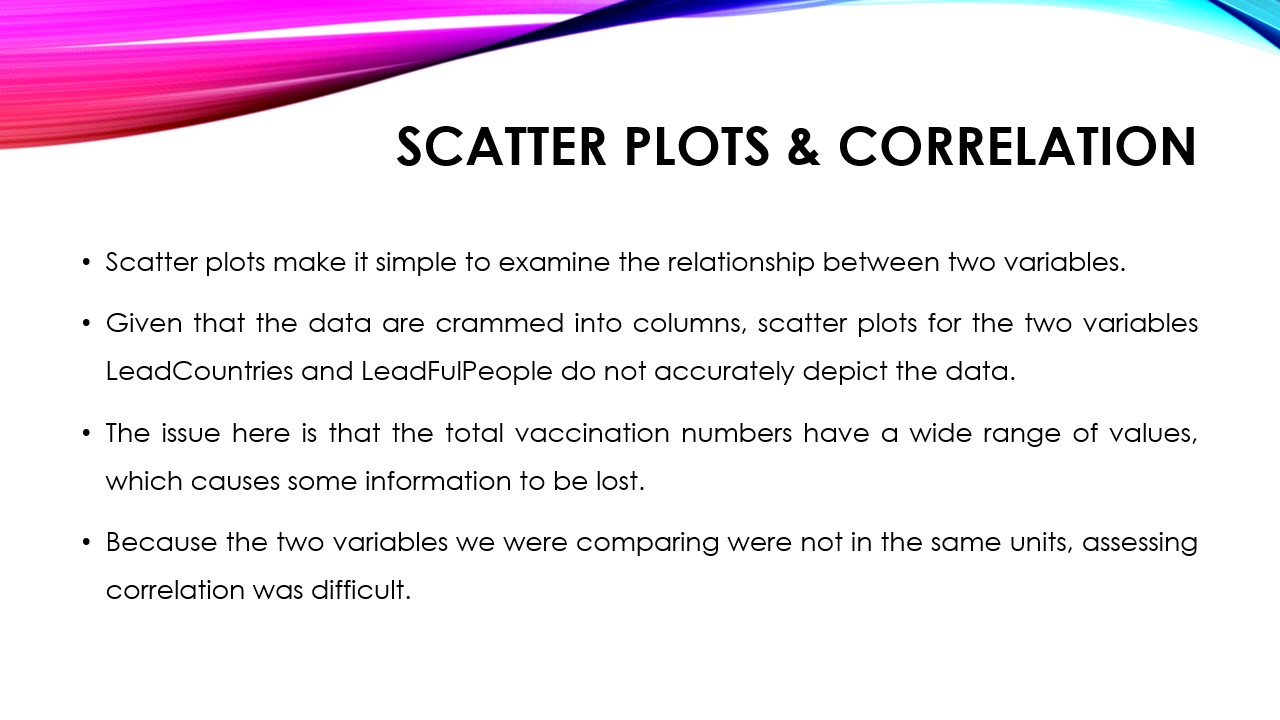 SCATTER PLOTS & CORRELATION
• Scatter plots make it simple to examine the relationship between two variables.
• Given that the data are crammed into columns, scatter plots for the two variables
LeadCountries and LeadFulPeople do not accurately depict the data.
• The issue here is that the total vaccination numbers have a wide range of values,
which causes some information to be lost.
• Because the two variables we were comparing were not in the same units, assessing
correlation was difficult.